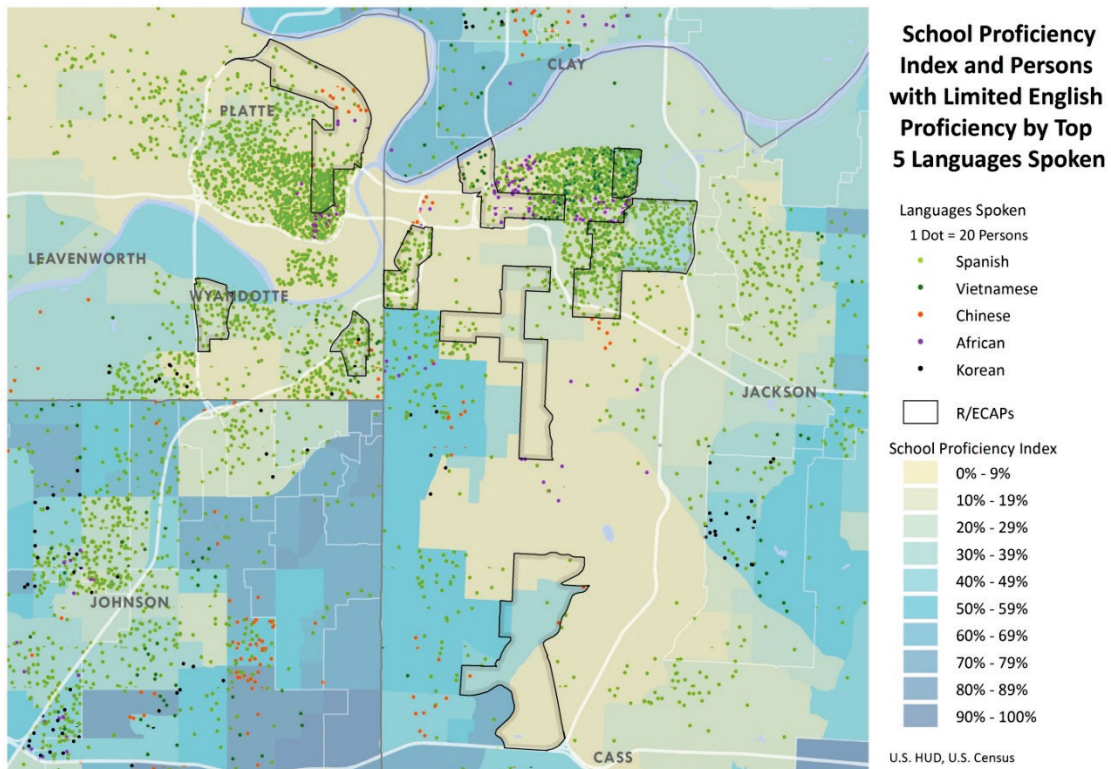 School Proficiency
Index and Persons
with Limited English
Proficiency by Top
5 Languages Spoken
Languages Spoken
1 Dot = 20 Persons
Spanish
Vietnamese
Chinese
African
Korean
R/ECAPs
School Proficiency Index
0% - 9%
10% - 19%
20% - 29%
30% - 39%
40% - 49%
50% - 59%
60% - 69%
70% - 79%
80% - 89%
90% - 100%
U.S. HUD, U.S. Census
CLAY
PLATTE
LEAVENWORTH
WYANDOTTE
JACKSON
JOHNSON
CASS